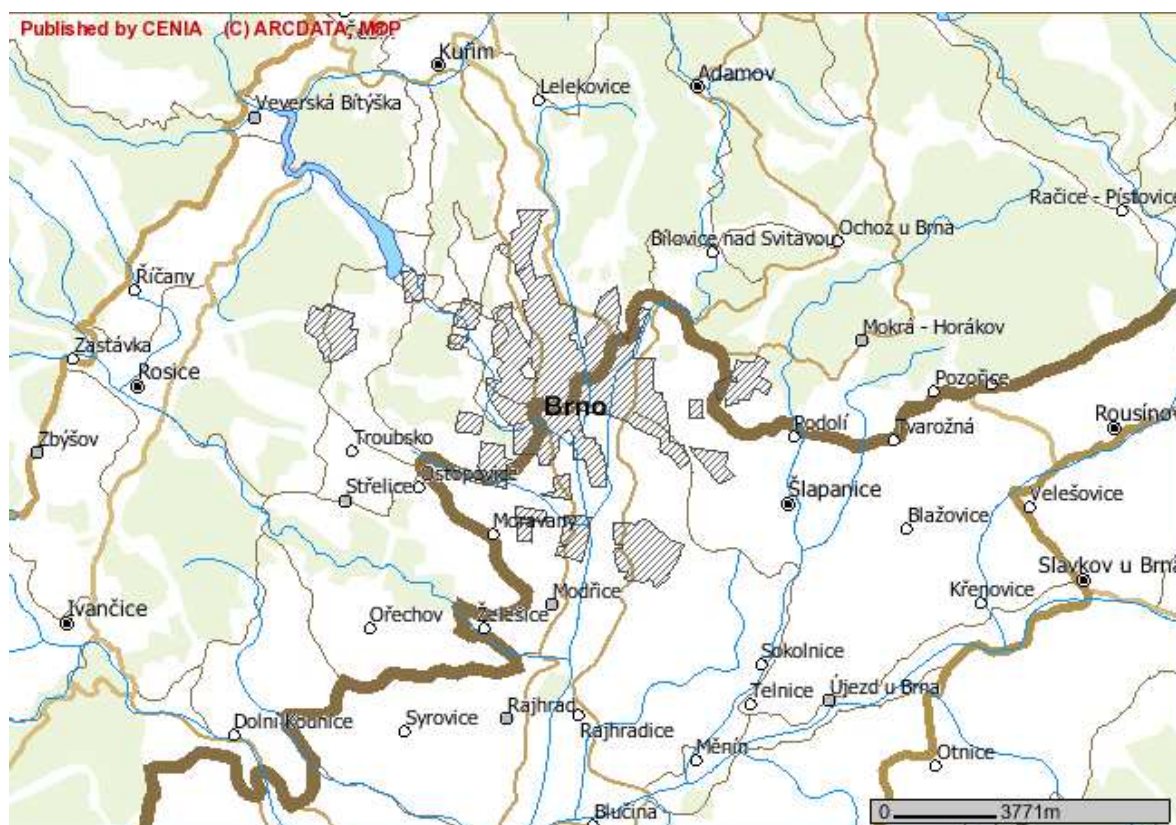 Published by CENIA (C) ARCDATA, M@P
Kuřim
Adamov
Lelekovice
Veverská Bítýška
Račice - Pístovice
Ochoz u Brna
Bílovice nad Svitavou
Říčany
Mokrá - Horákov
Zastávka
Rosice
Pozořice
Brno
Rousínov
Podolí
Tvarožná
Troubsko
Zbýšov
Ostopovice
Střelice
Šlapanice
Velešovice
Blažovice
Moravany
Slavkov u Brna
Modřice
Křenovice
Ivančice
Ořechov
Želešice
Sokolnice
Telnice
Újezd u Brna
Rajhrad
Dolní Kounice
Syrovice
Rajhradice
Měnín
Otnice
Blučina
0 3771m